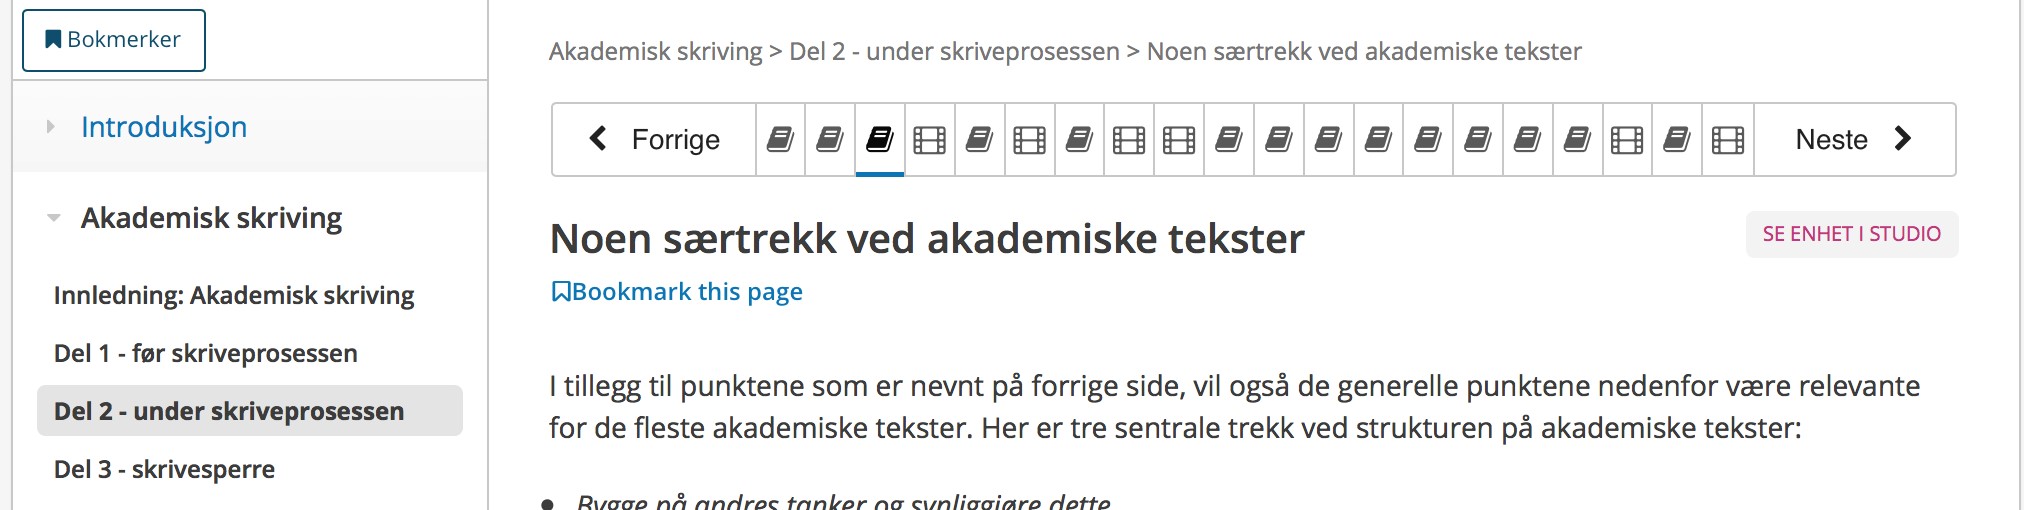 Bokmerker
Introduksjon
Akademisk skriving
Innledning: Akademisk skriving
Del 1 - før skriveprosessen
Del 2 - under skriveprosessen
Del 3 - skrivesperre
Akademisk skriving > Del 2 - under skriveprosessen > Noen særtrekk ved akademiske tekster
Forrige
Neste
Noen særtrekk ved akademiske tekster
SE ENHET I STUDIO
Bookmark this page
I tillegg til punktene som er nevnt på forrige side, vil også de generelle punktene nedenfor være relevante
for de fleste akademiske tekster. Her er tre sentrale trekk ved strukturen på akademiske tekster:
• Bygge på andres tanker og synliggjøre dette